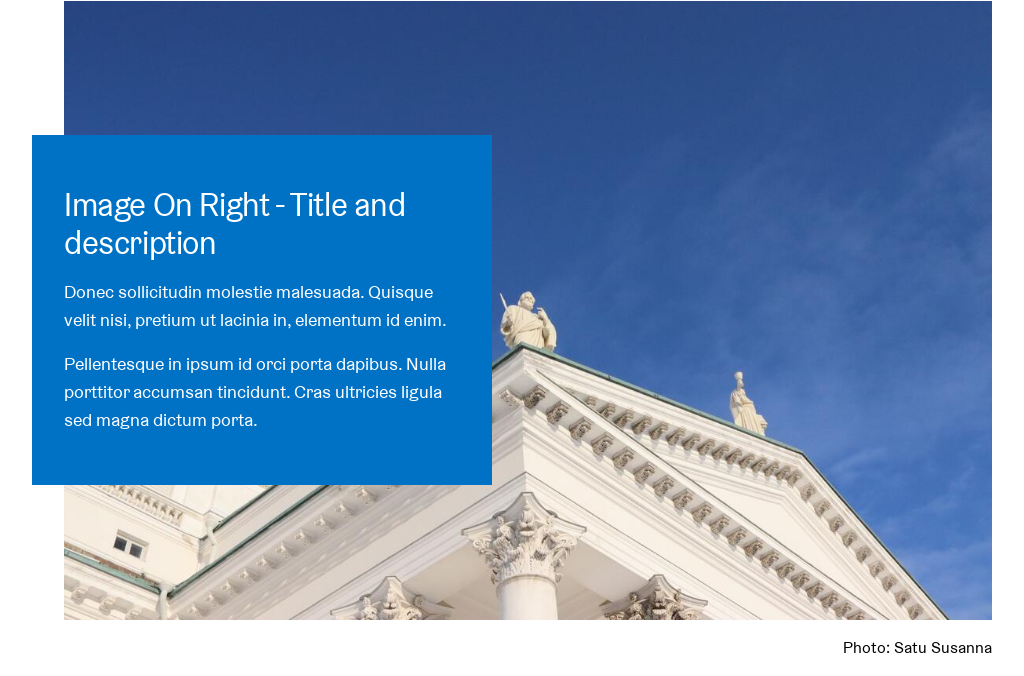 Image On Right - Title and
description
Donec sollicitudin molestie malesuada. Quisque
velit nisi, pretium ut lacinia in, elementum id enim.
Pellentesque in ipsum id orci porta dapibus. Nulla
porttitor accumsan tincidunt. Cras ultricies ligula
sed magna dictum porta.
Photo: Satu Susanna